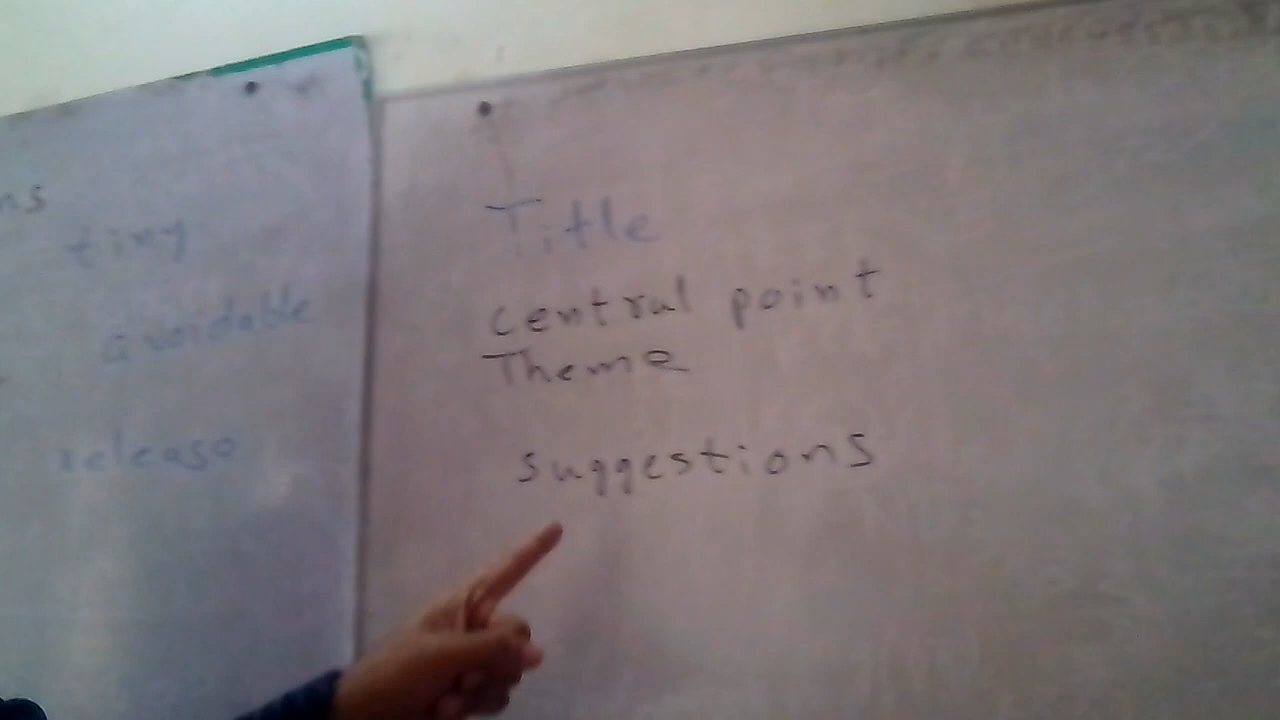 ns
tiny
avoidable
release
Title
central point
Theme
suggestions